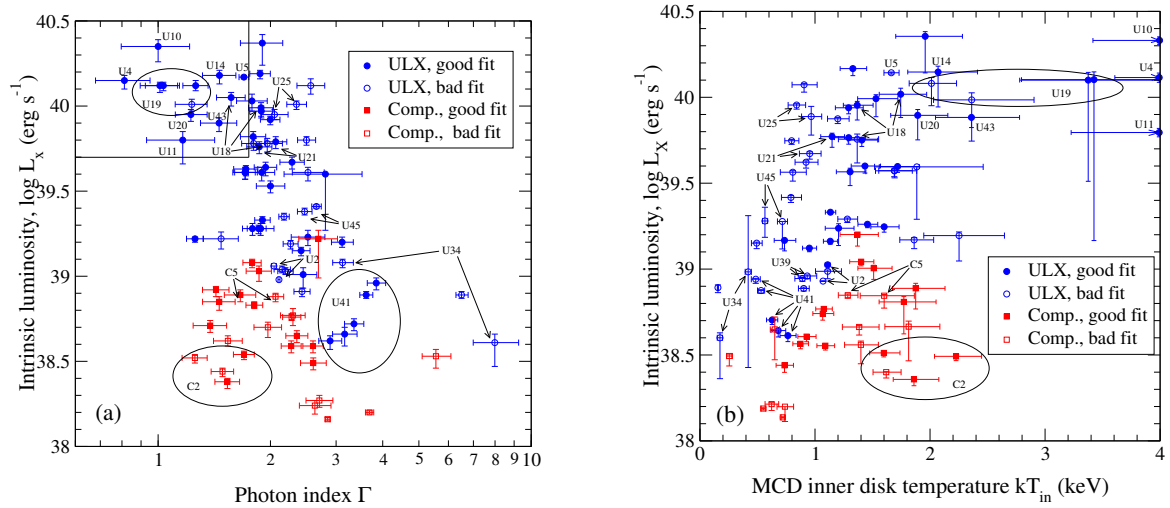 40.5
40
39.5
39
38.5
38
Intrinsic luminosity, log L_X (erg s⁻¹)
U10
U4
U14
U5
U25
U19
U20
U43
U11
U18
U21
U45
U34
U2
C5
U41
C2
ULX, good fit
ULX, bad fit
Comp., good fit
Comp., bad fit
(a)
1
2
3
4
5
6
7
8
9
10
Photon index Γ
40.5
40
39.5
39
38.5
38
Intrinsic luminosity, log L_X (erg s⁻¹)
U10
U5
U14
U4
U19
U25
U18
U20
U43
U11
U21
U45
U39
C5
U2
U34
U41
C2
ULX, good fit
ULX, bad fit
Comp., good fit
Comp., bad fit
(b)
0
1
2
3
4
MCD inner disk temperature kT_in (keV)